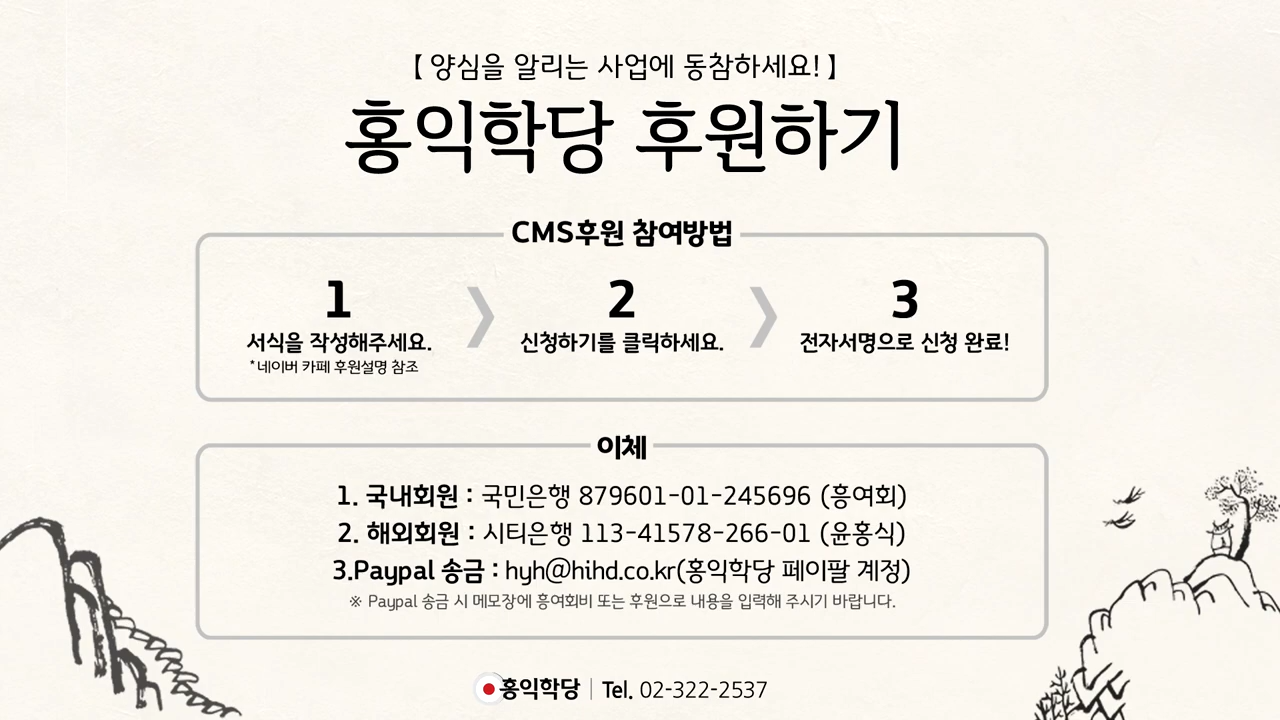 【 양심을 알리는 사업에 동참하세요! 】
홍익학당 후원하기
CMS후원 참여방법
1
서식을 작성해주세요.
*네이버 카페 후원설명 참조
2
신청하기를 클릭하세요.
3
전자서명으로 신청 완료!
이체
1. 국내회원 : 국민은행 879601-01-245696 (흥여회)
2. 해외회원 : 시티은행 113-41578-266-01 (윤홍식)
3.Paypal 송금 : hyh@hihd.co.kr(홍익학당 페이팔 계정)
※ Paypal 송금 시 메모장에 흥여회비 또는 후원으로 내용을 입력해 주시기 바랍니다.
홍익학당 | Tel. 02-322-2537